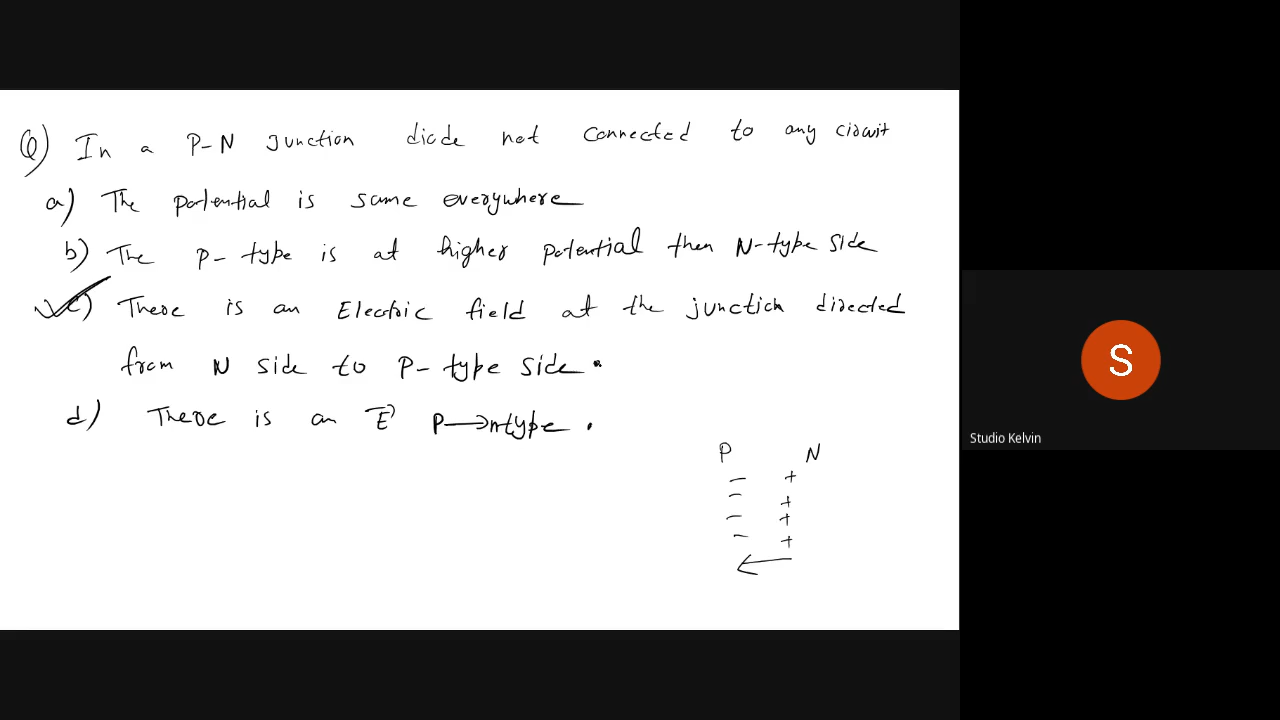 Q) In a P-N junction diode not connected to any circuit
a) The potential is same everywhere
b) The P-type is at higher potential then N-type side
c) There is an Electric field at the junction directed
from N side to P-type side.
d) There is an E P→ntype.
P N
- +
- +
- +
- +
S
Studio Kelvin